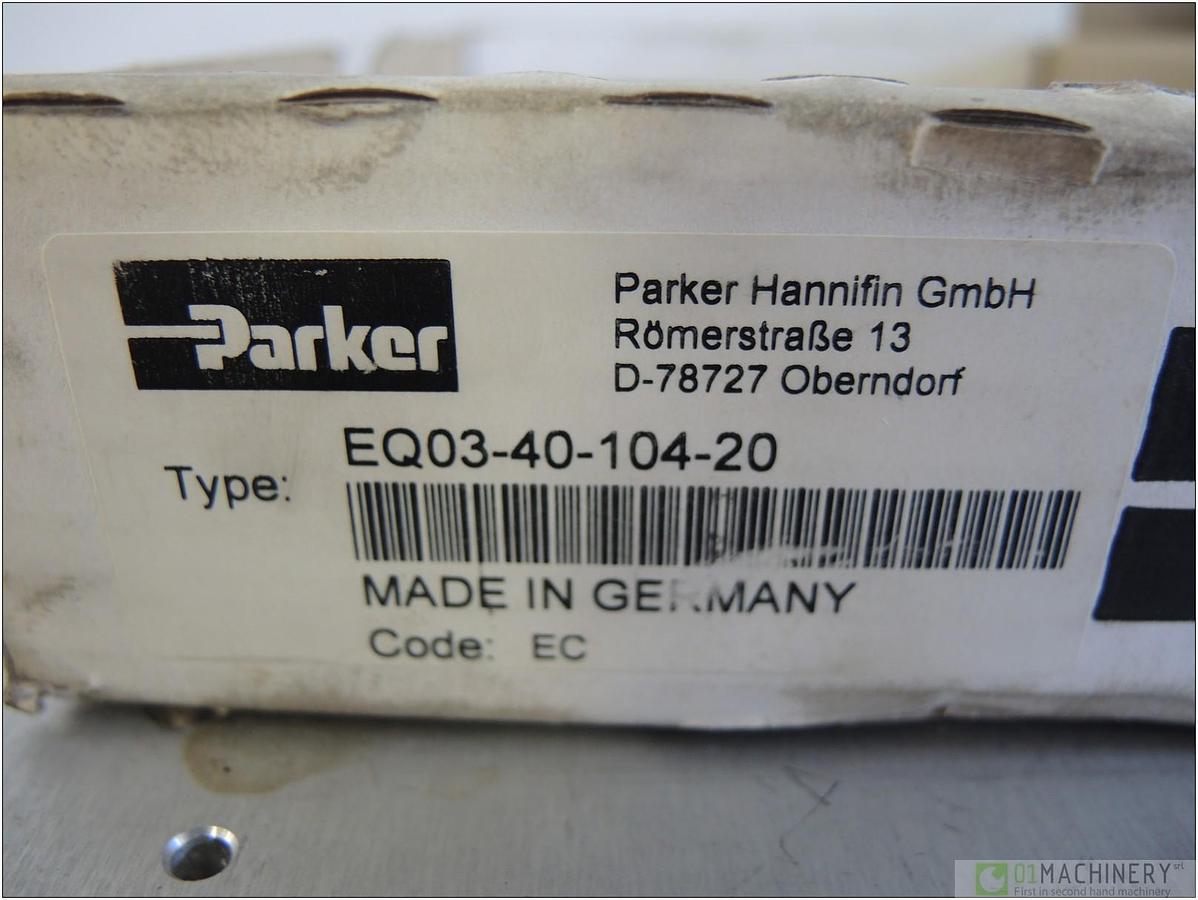 Parker
Parker Hannifin GmbH
Römerstraße 13
D-78727 Oberndorf
EQ03-40-104-20
Type:
MADE IN GERMANY
Code: EC
01MACHINERY srl
First in second hand machinery